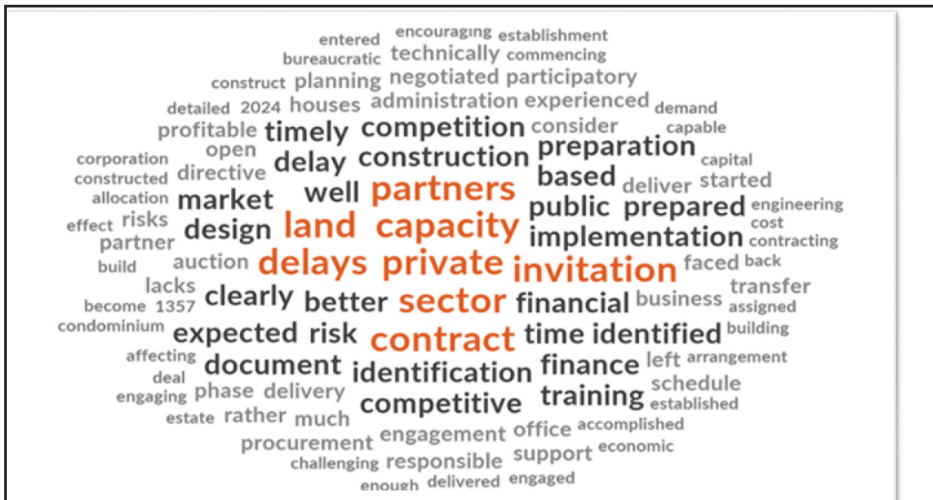 entered encouraging establishment
bureaucratic technically commencing
construct planning negotiated participatory
detailed 2024 houses administration experienced demand
profitable timely competition consider capable
corporation open delay construction preparation capital
constructed directive well partners based deliver started
allocation market public prepared engineering
effect risks design land capacity implementation cost
partner contracting
build auction delays private invitation faced back
lacks clearly better sector financial business transfer
become 1357 assigned
condominium expected risk contract time identified building
affecting document identification finance left arrangement
deal schedule
engaging phase delivery competitive training established
estate rather much engagement office accomplished
procurement support economic
challenging responsible
enough delivered engaged